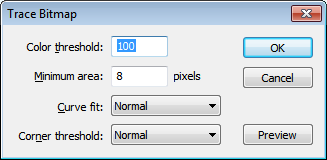 Trace Bitmap
Color threshold: 100 OK
Minimum area: 8 pixels Cancel
Curve fit: Normal
Corner threshold: Normal Preview